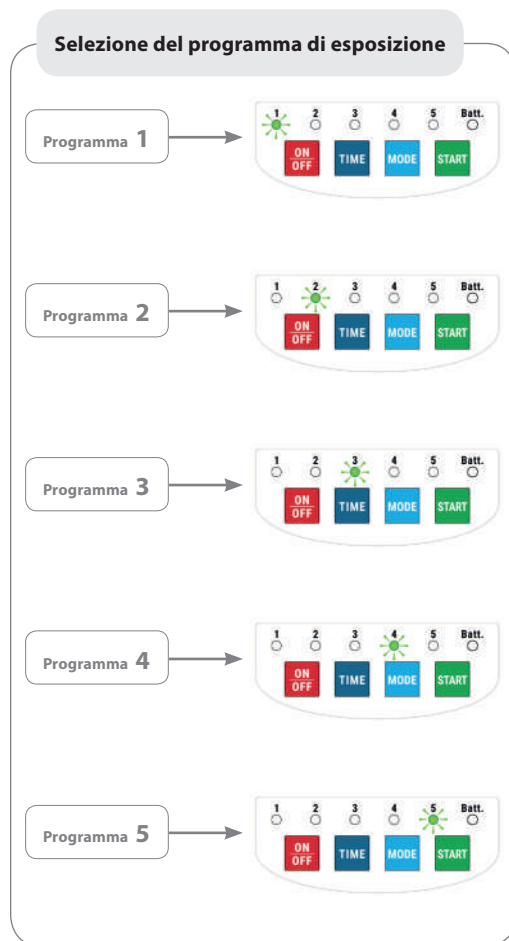 Selezione del programma di esposizione
Programma 1
1 2 3 4 5 Batt.
ON
OFF TIME MODE START
Programma 2
1 2 3 4 5 Batt.
ON
OFF TIME MODE START
Programma 3
1 2 3 4 5 Batt.
ON
OFF TIME MODE START
Programma 4
1 2 3 4 5 Batt.
ON
OFF TIME MODE START
Programma 5
1 2 3 4 5 Batt.
ON
OFF TIME MODE START